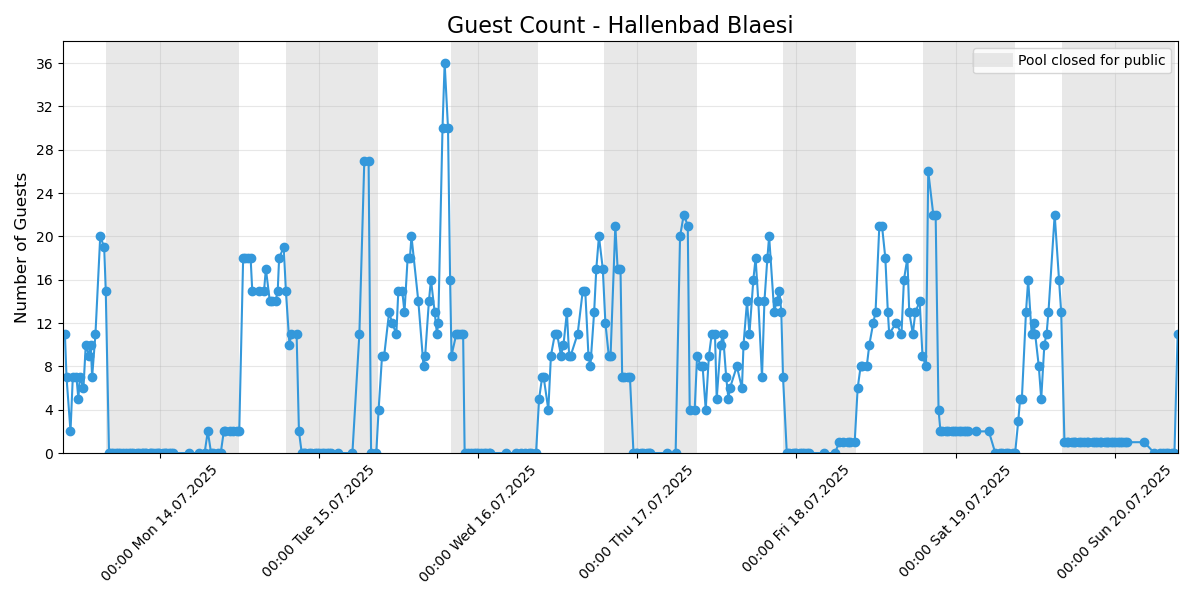 Guest Count - Hallenbad Blaesi
Pool closed for public
Number of Guests
36
32
28
24
20
16
12
8
4
0
00:00 Mon 14.07.2025
00:00 Tue 15.07.2025
00:00 Wed 16.07.2025
00:00 Thu 17.07.2025
00:00 Fri 18.07.2025
00:00 Sat 19.07.2025
00:00 Sun 20.07.2025